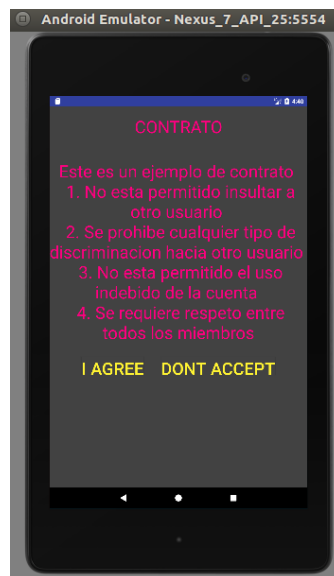 Android Emulator - Nexus_7_API_25:5554
4:40
CONTRATO
Este es un ejemplo de contrato
1. No esta permitido insultar a
otro usuario
2. Se prohibe cualquier tipo de
discriminacion hacia otro usuario
3. No esta permitido el uso
indebido de la cuenta
4. Se requiere respeto entre
todos los miembros
I AGREE DONT ACCEPT